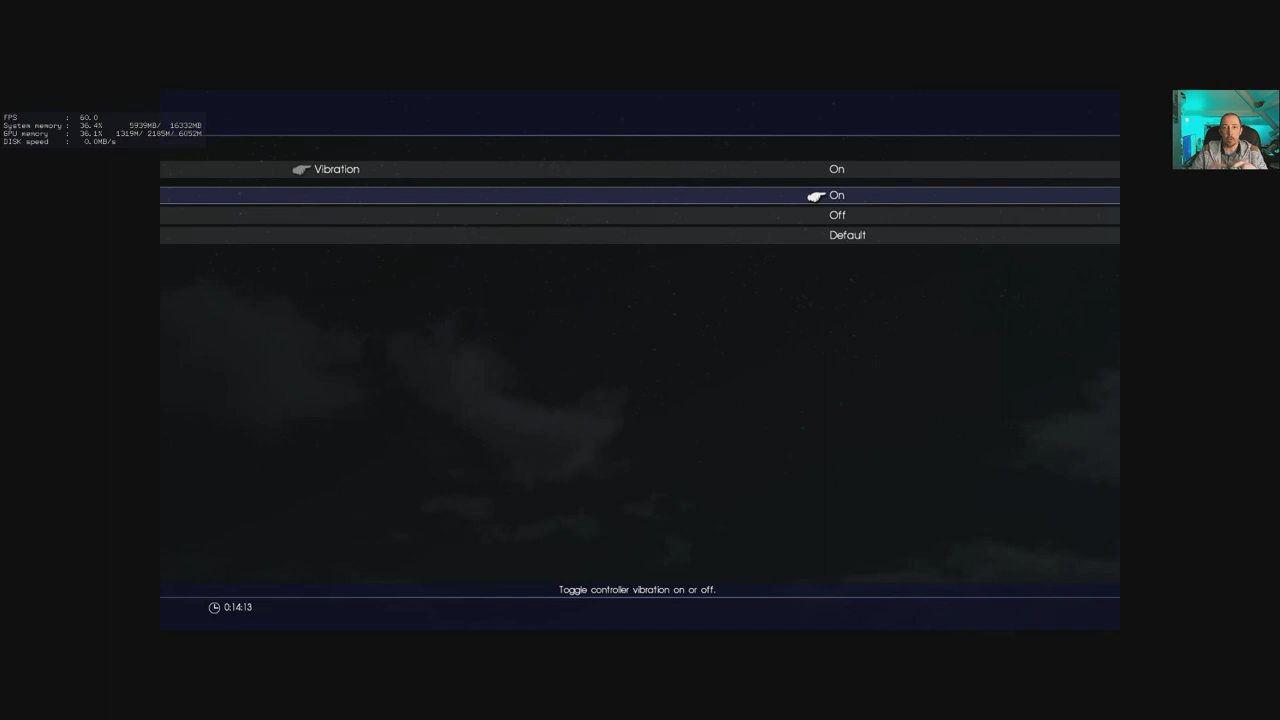 FPS : 60.0
System memory : 36.4% 5939MB/ 16332MB
GPU memory : 36.1% 1319M/ 2185M/ 6052M
DISK speed : 0.0MB/s
Vibration On
On
Off
Default
Toggle controller vibration on or off.
0:14:13